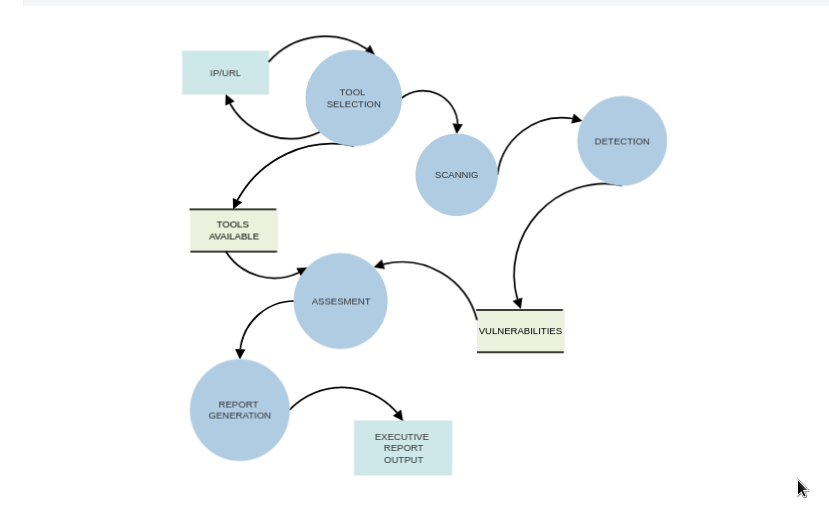 IP/URL
TOOL
SELECTION
SCANNIG
DETECTION
TOOLS
AVAILABLE
ASSESMENT
VULNERABILITIES
REPORT
GENERATION
EXECUTIVE
REPORT
OUTPUT